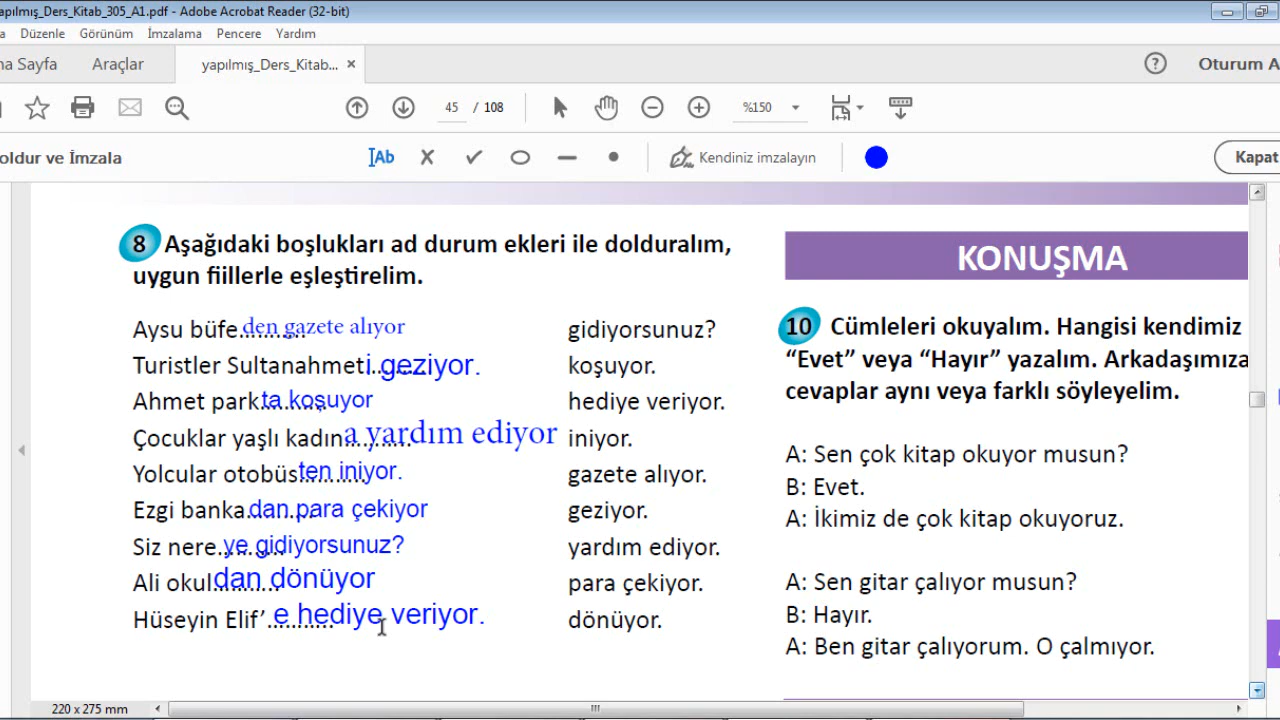 apılmış_Ders_Kitab_305_A1.pdf - Adobe Acrobat Reader (32-bit)
a Düzenle Görünüm İmzalama Pencere Yardım
na Sayfa Araçlar yapılmış_Ders_Kitab... × ? Oturum A
45 / 108 %150
oldur ve İmzala Ab Kendiniz imzalayın Kapat
8 Aşağıdaki boşlukları ad durum ekleri ile dolduralım,
uygun fiillerle eşleştirelim.
Aysu büfe..........den gazete alıyor gidiyorsunuz?
Turistler Sultanahmet..........i geziyor. koşuyor.
Ahmet park..........ta koşuyor hediye veriyor.
Çocuklar yaşlı kadın..........a yardım ediyor iniyor.
Yolcular otobüs..........ten iniyor. gazete alıyor.
Ezgi banka..........dan para çekiyor geziyor.
Siz nere..........ye gidiyorsunuz? yardım ediyor.
Ali okul..........dan dönüyor para çekiyor.
Hüseyin Elif’..........e hediye veriyor. dönüyor.
KONUŞMA
10 Cümleleri okuyalım. Hangisi kendimiz
“Evet” veya “Hayır” yazalım. Arkadaşımıza
cevaplar aynı veya farklı söyleyelim.
A: Sen çok kitap okuyor musun?
B: Evet.
A: İkimiz de çok kitap okuyoruz.
A: Sen gitar çalıyor musun?
B: Hayır.
A: Ben gitar çalıyorum. O çalmıyor.
220 x 275 mm